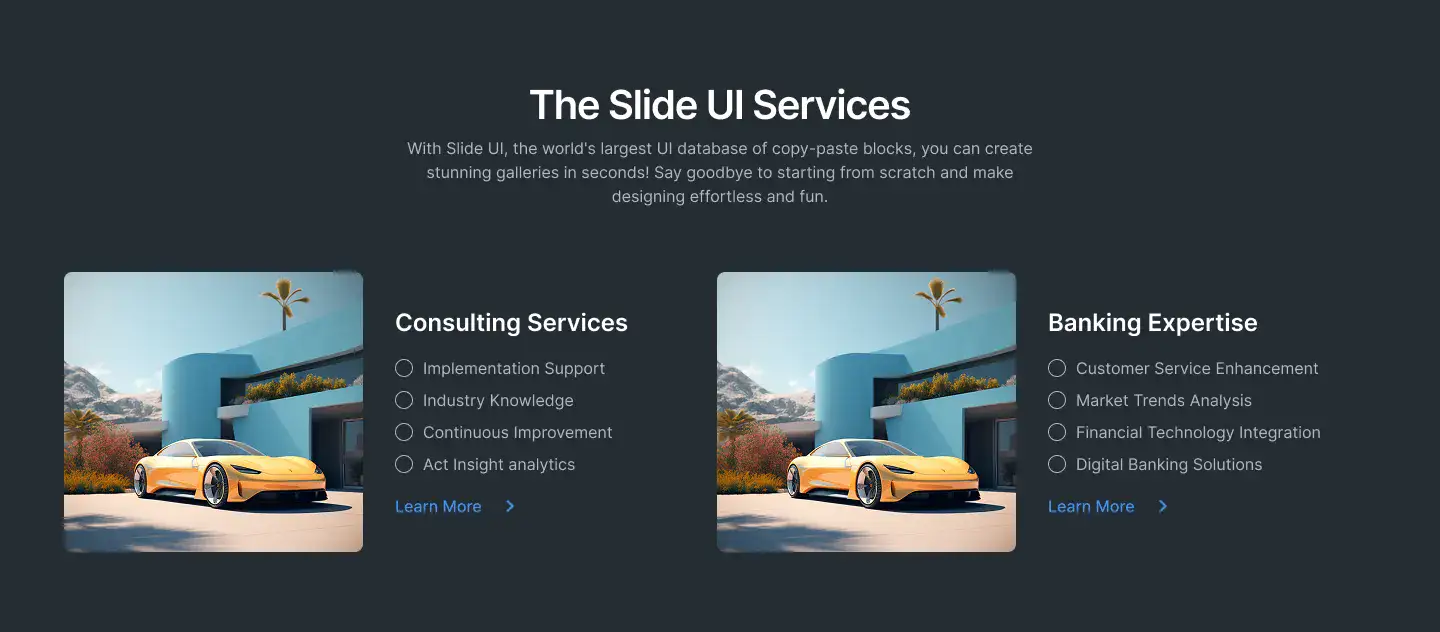 The Slide UI Services
With Slide UI, the world's largest UI database of copy-paste blocks, you can create
stunning galleries in seconds! Say goodbye to starting from scratch and make
designing effortless and fun.
Consulting Services
Implementation Support
Industry Knowledge
Continuous Improvement
Act Insight analytics
Learn More
Banking Expertise
Customer Service Enhancement
Market Trends Analysis
Financial Technology Integration
Digital Banking Solutions
Learn More